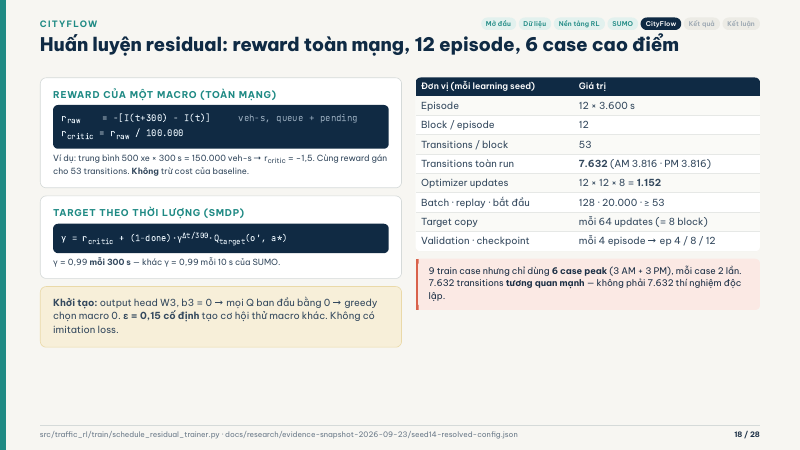 CITYFLOW
Mở đầu Dữ liệu Nền tảng RL SUMO CityFlow Kết quả Kết luận
Huấn luyện residual: reward toàn mạng, 12 episode, 6 case cao điểm
REWARD CỦA MỘT MACRO (TOÀN MẠNG)
r_raw = -[I(t+300) - I(t)] veh-s, queue + pending
r_critic = r_raw / 100.000
Ví dụ: trung bình 500 xe × 300 s = 150.000 veh-s → r_critic = −1,5. Cùng reward gán
cho 53 transitions. Không trừ cost của baseline.
TARGET THEO THỜI LƯỢNG (SMDP)
y = r_critic + (1-done)·γ^Δt/300·Q_target(o', a*)
γ = 0,99 mỗi 300 s — khác γ = 0,99 mỗi 10 s của SUMO.
Khởi tạo: output head W3, b3 = 0 → mọi Q ban đầu bằng 0 → greedy
chọn macro 0. ε = 0,15 cố định tạo cơ hội thử macro khác. Không có
imitation loss.
Đơn vị (mỗi learning seed) Giá trị
Episode 12 × 3.600 s
Block / episode 12
Transitions / block 53
Transitions toàn run 7.632 (AM 3.816 · PM 3.816)
Optimizer updates 12 × 12 × 8 = 1.152
Batch · replay · bắt đầu 128 · 20.000 · ≥ 53
Target copy mỗi 64 updates (= 8 block)
Validation · checkpoint mỗi 4 episode → ep 4 / 8 / 12
9 train case nhưng chỉ dùng 6 case peak (3 AM + 3 PM), mỗi case 2 lần.
7.632 transitions tương quan mạnh — không phải 7.632 thí nghiệm độc
lập.
src/traffic_rl/train/schedule_residual_trainer.py · docs/research/evidence-snapshot-2026-09-23/seed14-resolved-config.json
18 / 28